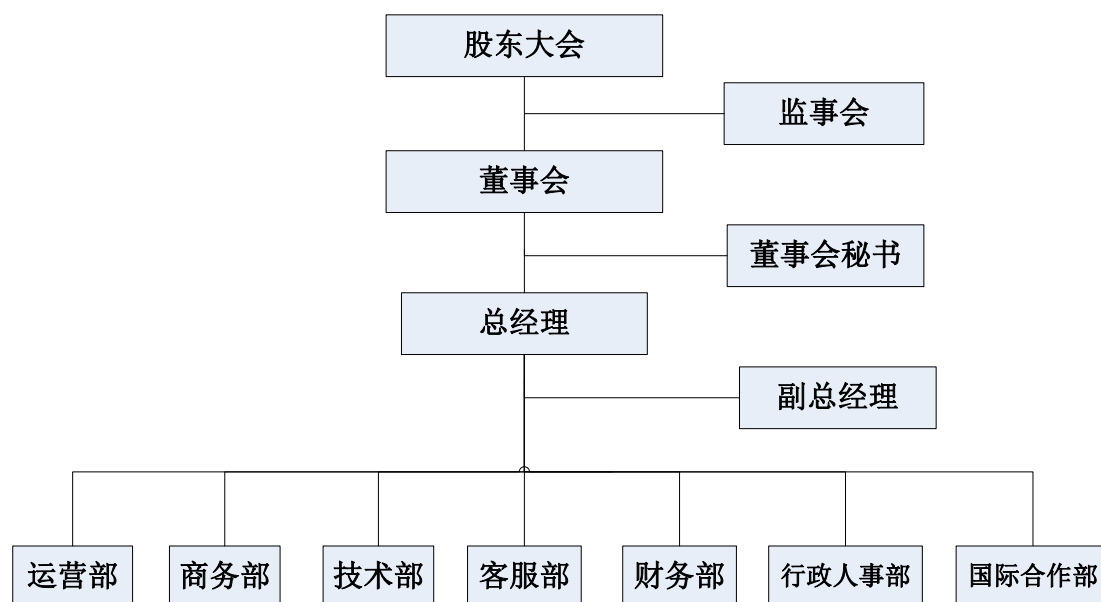 股东大会
监事会
董事会
董事会秘书
总经理
副总经理
运营部
商务部
技术部
客服部
财务部
行政人事部
国际合作部